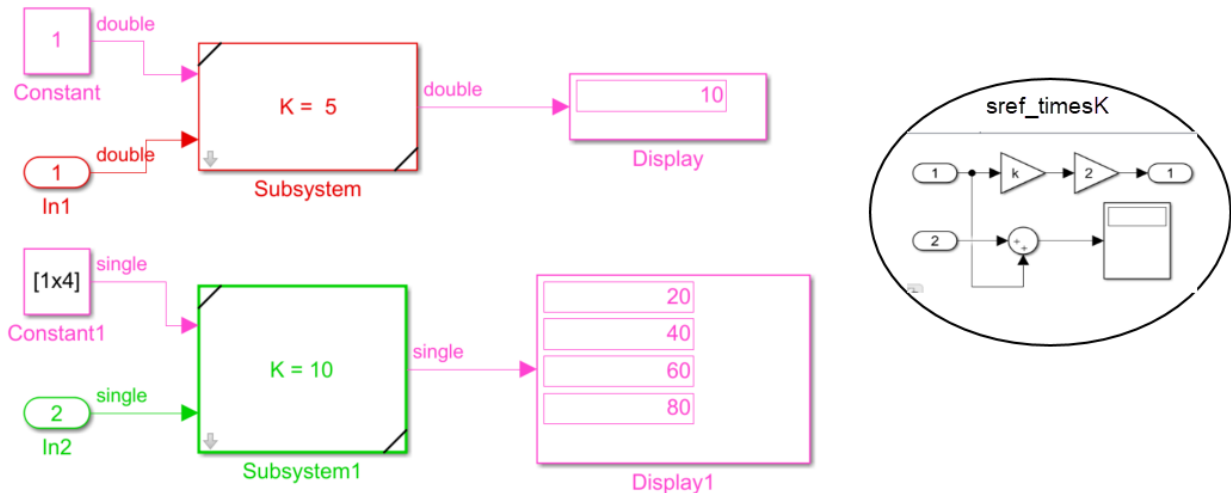 1
double
Constant
1
double
In1
K = 5
Subsystem
double
10
Display
[1x4]
single
Constant1
2
single
In2
K = 10
Subsystem1
single
20
40
60
80
Display1
sref_timesK
1
k
2
1
2
+
+